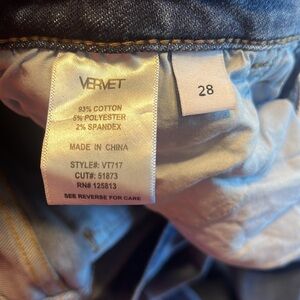 VERVET
28
93% COTTON
5% POLYESTER
2% SPANDEX
MADE IN CHINA
STYLE#: VT717
CUT#: 51873
RN# 125813
SEE REVERSE FOR CARE